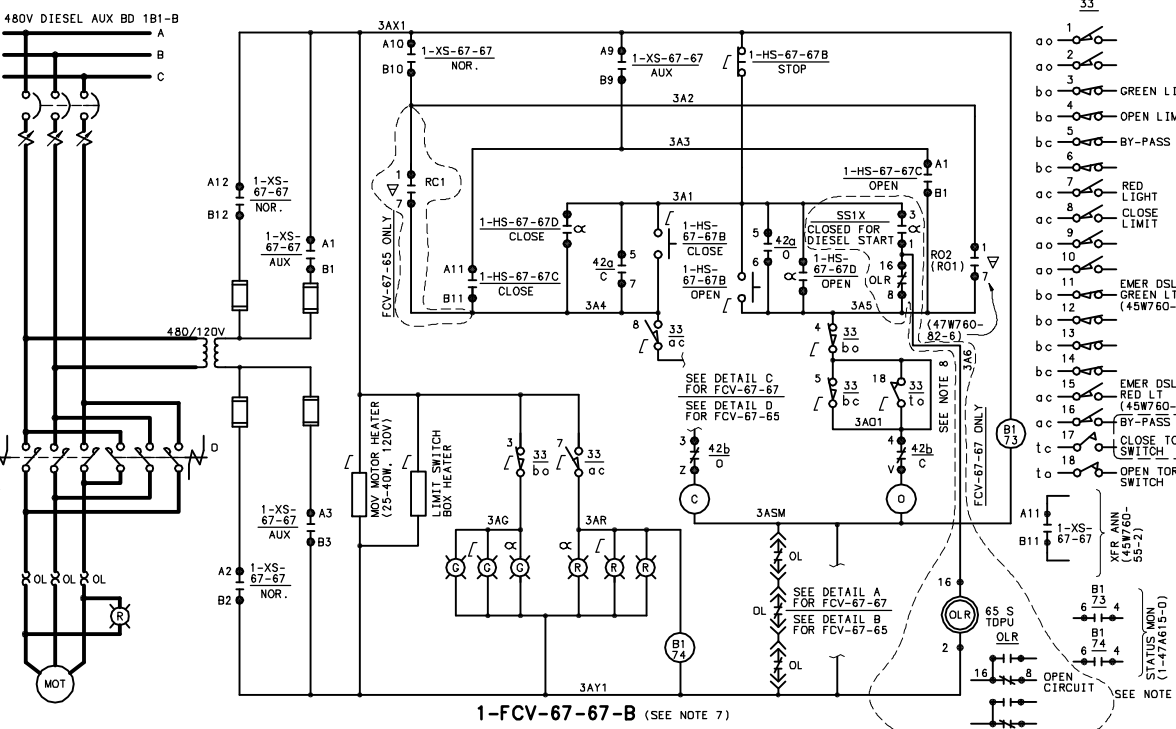 480V DIESEL AUX BD 1B1-B
A
B
C
3AX1
A10
1-XS-67-67
NOR.
B10
A9
1-XS-67-67
AUX
B9
1-HS-67-67B
STOP
3A2
3A3
1
RC1
7
FCV-67-65 ONLY
A12
1-XS-
67-67
NOR.
B12
1-XS-
67-67
AUX
A1
B1
1-HS-67-67C
OPEN
A1
B1
3A1
1-HS-67-67D
CLOSE
A11
1-HS-67-67C
CLOSE
B11
5
42a
C
7
1-HS-
67-67B
CLOSE
1-HS-
67-67B
OPEN
5
42a
O
6
1-HS-
67-67D
OPEN
SS1X
CLOSED FOR
DIESEL START
3
1
16
OLR
8
RO2
(RO1)
1
7
3A4
3A5
(47W760-
82-6)
3A6
480/120V
8
33
ac
4
33
bo
5
33
bc
18
33
to
3AO1
SEE NOTE 8
FCV-67-67 ONLY
SEE DETAIL C
FOR FCV-67-67
SEE DETAIL D
FOR FCV-67-65
3
42b
O
Z
4
42b
C
V
C
O
B1
73
D
MOV MOTOR HEATER
(25-40W, 120V)
LIMIT SWITCH
BOX HEATER
3
33
bo
7
33
ac
3AG
3AR
G
G
G
R
R
R
B1
74
3ASM
OL
OL
OL
SEE DETAIL A
FOR FCV-67-67
SEE DETAIL B
FOR FCV-67-65
1-XS-
67-67
AUX
A3
B3
A2
1-XS-
67-67
NOR.
B2
OL
OL
OL
R
MOT
16
OLR
65 S
TDPU
2
OLR
16
8
OPEN
CIRCUIT
3AY1
1-FCV-67-67-B (SEE NOTE 7)
33
ao 1
ao 2
bo 3 GREEN LI
bo 4 OPEN LIM
bc 5 BY-PASS
bc 6
ac 7 RED
LIGHT
ac 8 CLOSE
LIMIT
ao 9
ao 10
bo 11 EMER DSL
GREEN LT
(45W760-
bo 12
bc 13
bc 14
ac 15 EMER DSL
RED LT
(45W760-
ac 16 BY-PASS
tc 17 CLOSE TO
SWITCH
to 18 OPEN TOR
SWITCH
A11
1-XS-
67-67
B11
XFR ANN
(45W760-
55-2)
B1
73
6 4
B1
74
6 4
STATUS MON
(1-47A615-0)
SEE NOTE